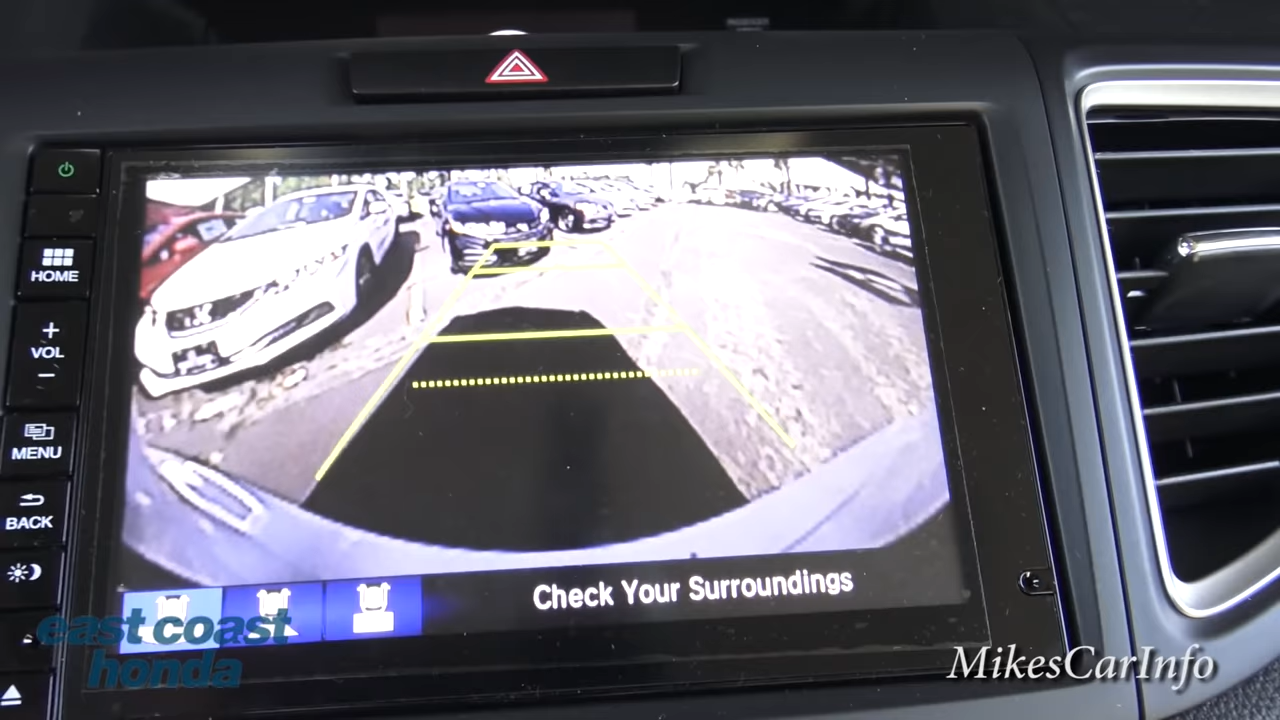 HOME
+
VOL
-
MENU
BACK
Check Your Surroundings
east coast
honda
MikesCarInfo